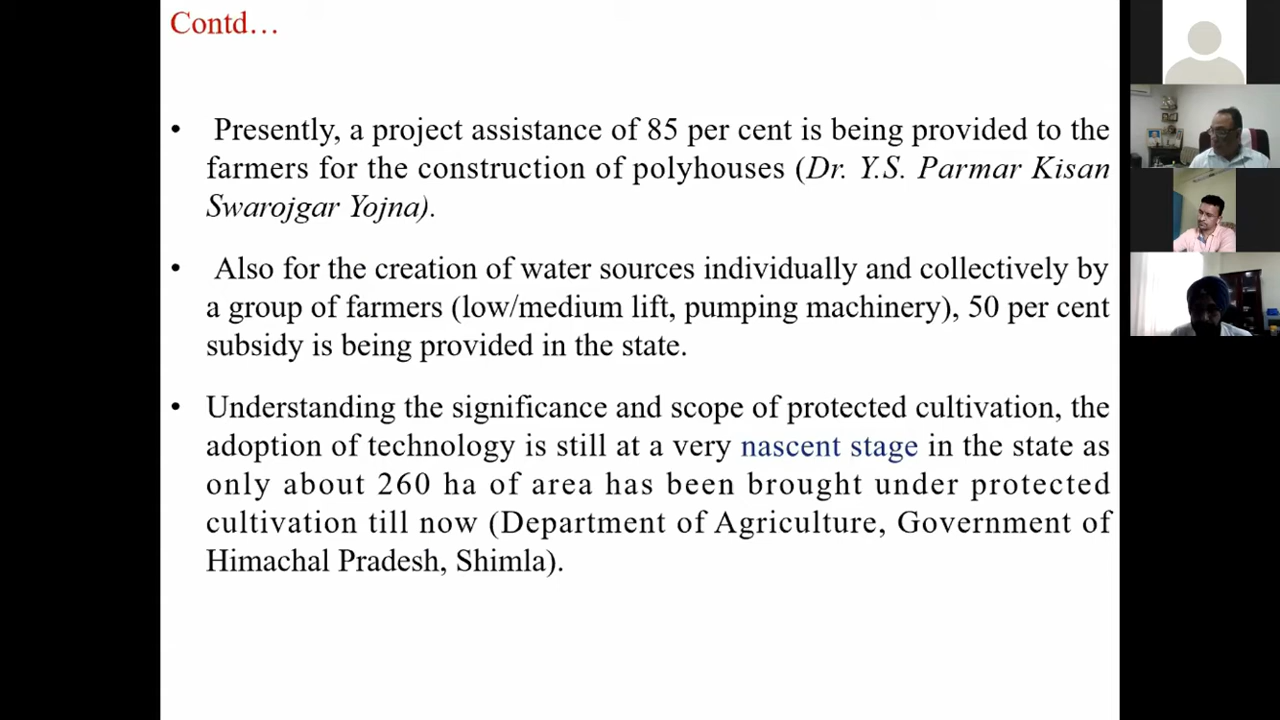 Contd…
• Presently, a project assistance of 85 per cent is being provided to the
farmers for the construction of polyhouses (Dr. Y.S. Parmar Kisan
Swarojgar Yojna).
• Also for the creation of water sources individually and collectively by
a group of farmers (low/medium lift, pumping machinery), 50 per cent
subsidy is being provided in the state.
• Understanding the significance and scope of protected cultivation, the
adoption of technology is still at a very nascent stage in the state as
only about 260 ha of area has been brought under protected
cultivation till now (Department of Agriculture, Government of
Himachal Pradesh, Shimla).